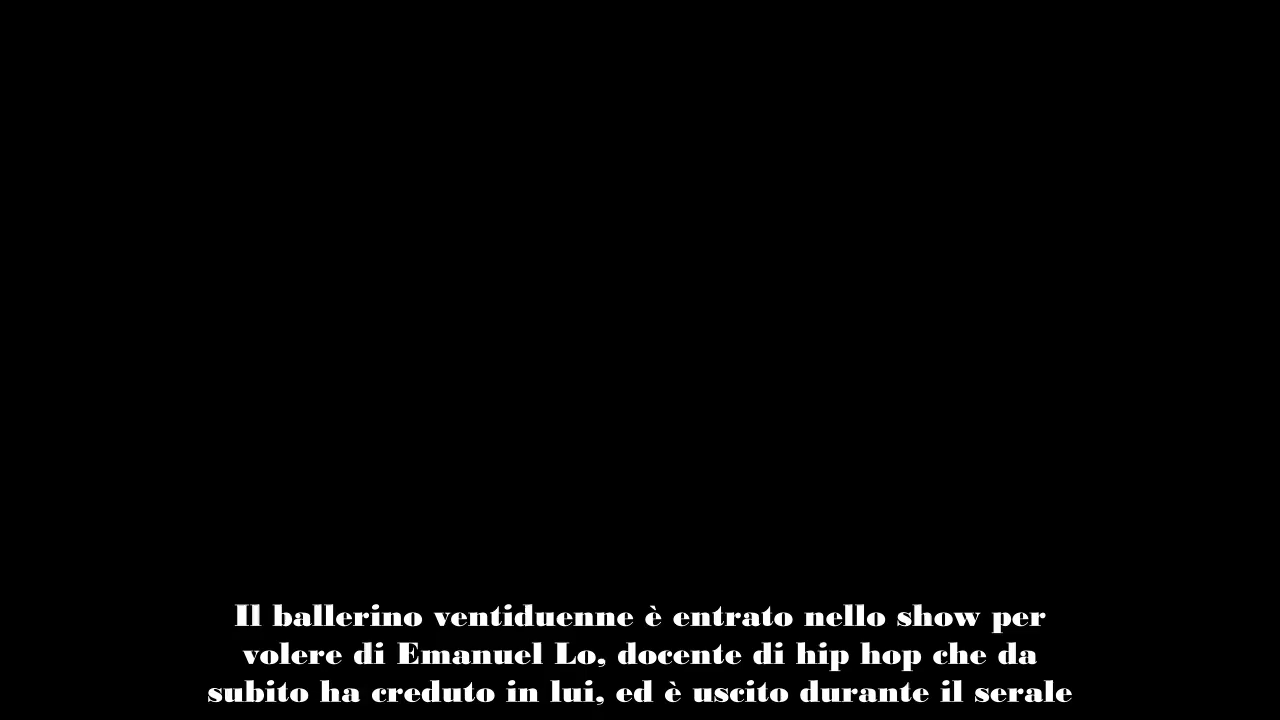 Il ballerino ventiduenne è entrato nello show per
volere di Emanuel Lo, docente di hip hop che da
subito ha creduto in lui, ed è uscito durante il serale